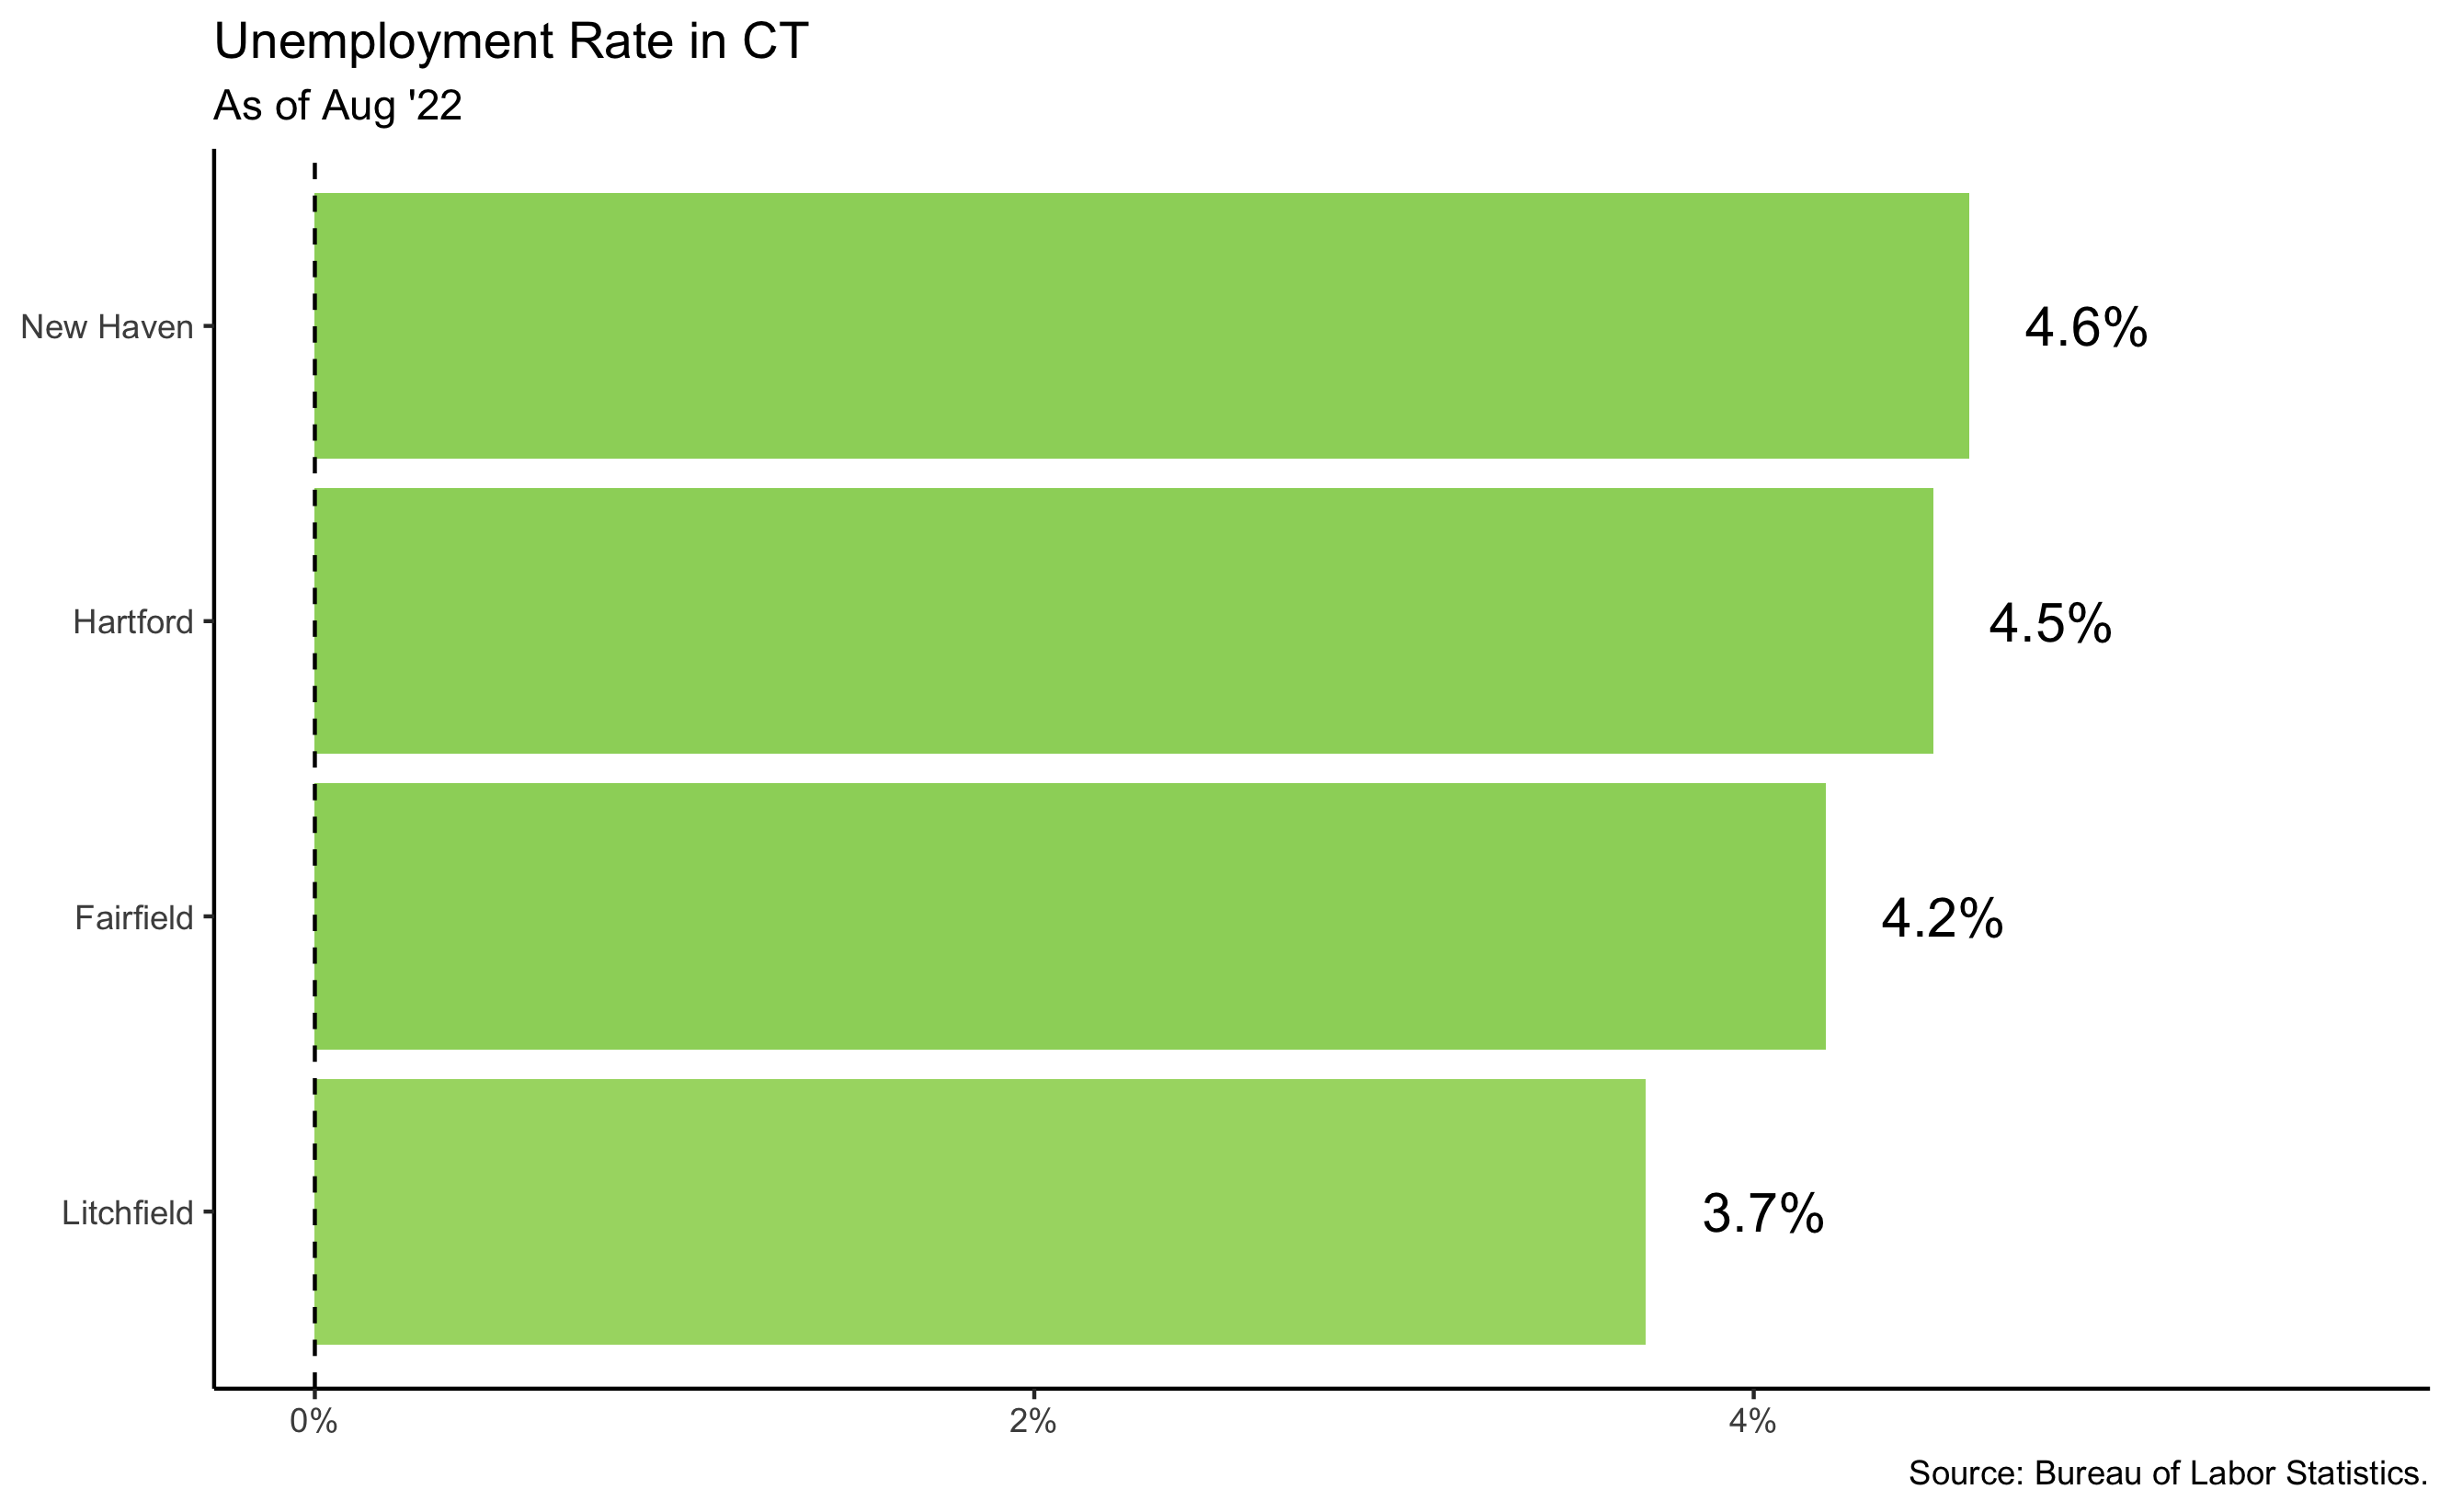 Unemployment Rate in CT
As of Aug '22
New Haven
4.6%
Hartford
4.5%
Fairfield
4.2%
Litchfield
3.7%
0% 2% 4%
Source: Bureau of Labor Statistics.